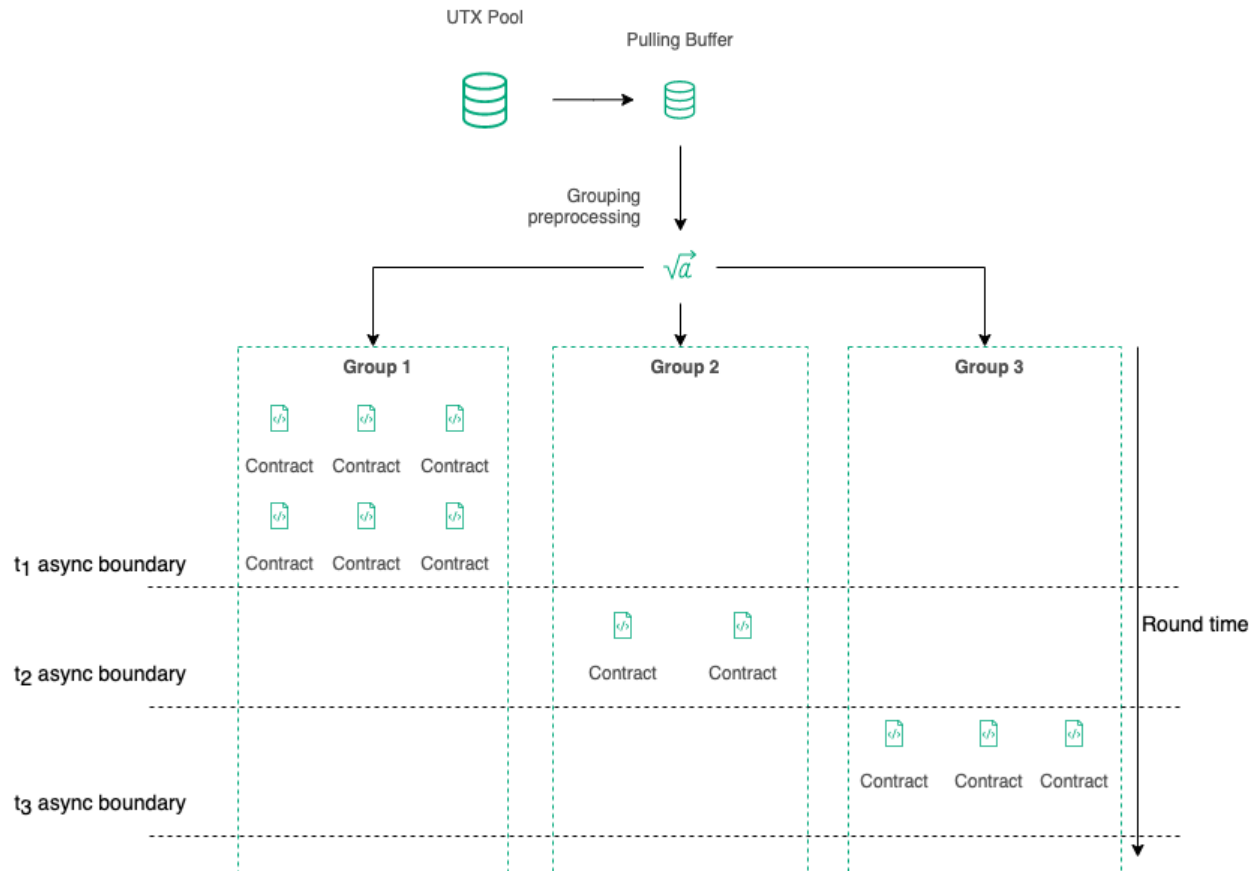 UTX Pool
Pulling Buffer
Grouping
preprocessing
√a
Group 1
Group 2
Group 3
</>
</>
</>
Contract
Contract
Contract
</>
</>
</>
t1 async boundary
Contract
Contract
Contract
</>
</>
Round time
t2 async boundary
Contract
Contract
</>
</>
</>
Contract
Contract
Contract
t3 async boundary